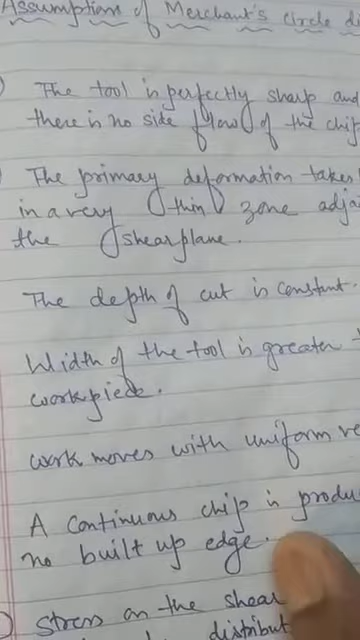 Assumptions of Merchant's circle di
The tool is perfectly sharp and
there is no side flow of the chip
The primary deformation takes
in a very thin zone adja
the shear plane.
The depth of cut is constant.
Width of the tool is greater t
workpiece.
work moves with uniform ve
A continuous chip is produ
no built up edge.
stress on the shear
distribut